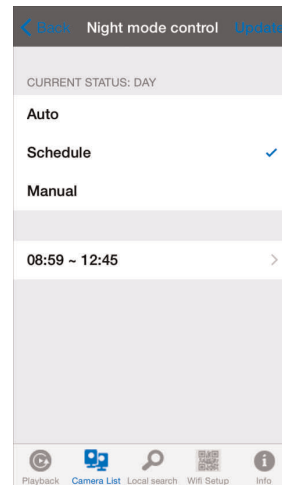 Back Night mode control Update
CURRENT STATUS: DAY
Auto
Schedule
Manual
08:59 ~ 12:45
Playback Camera List Local search Wifi Setup Info